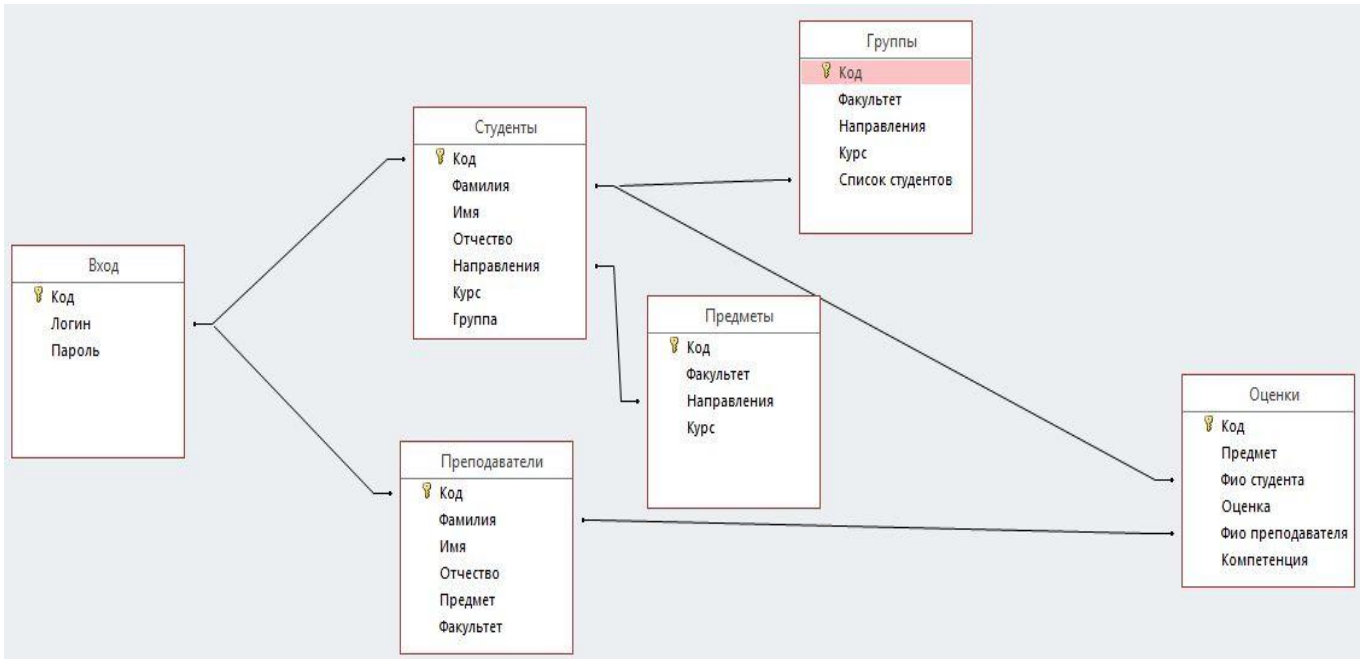 Вход
Код
Логин
Пароль
Студенты
Код
Фамилия
Имя
Отчество
Направления
Курс
Группа
Преподаватели
Код
Фамилия
Имя
Отчество
Предмет
Факультет
Группы
Код
Факультет
Направления
Курс
Список студентов
Предметы
Код
Факультет
Направления
Курс
Оценки
Код
Предмет
Фио студента
Оценка
Фио преподавателя
Компетенция